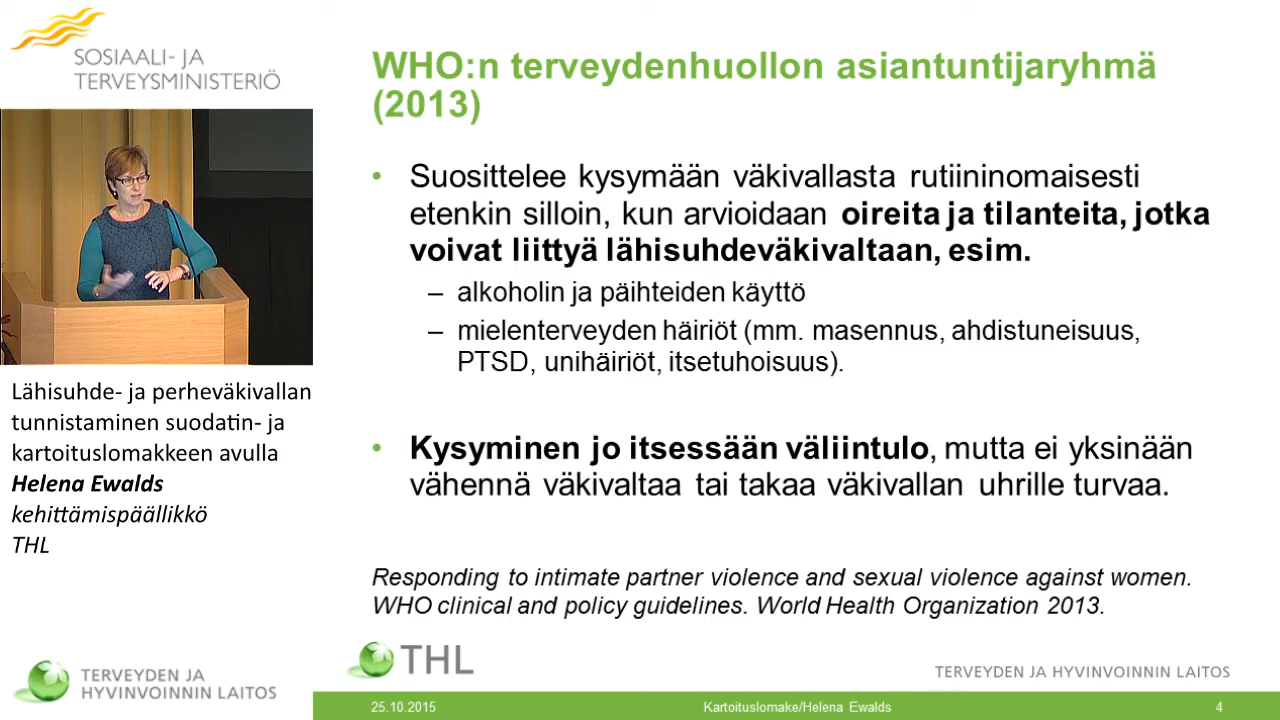 SOSIAALI- JA
TERVEYSMINISTERIÖ
Lähisuhde- ja perheväkivallan
tunnistaminen suodatin- ja
kartoituslomakkeen avulla
Helena Ewalds
kehittämispäällikkö
THL
TERVEYDEN JA
HYVINVOINNIN LAITOS
WHO:n terveydenhuollon asiantuntijaryhmä
(2013)
• Suosittelee kysymään väkivallasta rutiininomaisesti
etenkin silloin, kun arvioidaan oireita ja tilanteita, jotka
voivat liittyä lähisuhdeväkivaltaan, esim.
– alkoholin ja päihteiden käyttö
– mielenterveyden häiriöt (mm. masennus, ahdistuneisuus,
PTSD, unihäiriöt, itsetuhoisuus).
• Kysyminen jo itsessään väliintulo, mutta ei yksinään
vähennä väkivaltaa tai takaa väkivallan uhrille turvaa.
Responding to intimate partner violence and sexual violence against women.
WHO clinical and policy guidelines. World Health Organization 2013.
THL
TERVEYDEN JA HYVINVOINNIN LAITOS
25.10.2015 Kartoituslomake/Helena Ewalds 4